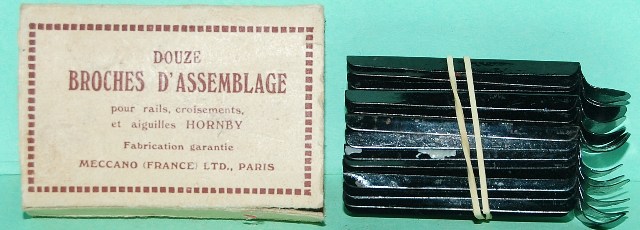 DOUZE
BROCHES D'ASSEMBLAGE
pour rails, croisements,
et aiguilles HORNBY
Fabrication garantie
MECCANO (FRANCE) LTD., PARIS